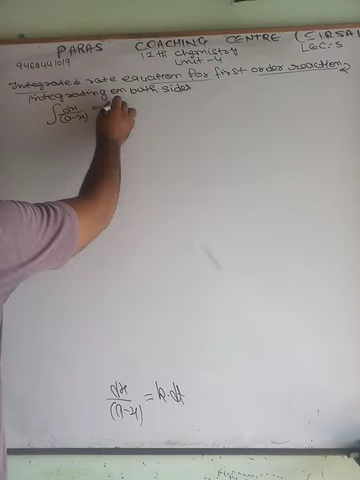 PARAS COACHING CENTRE (SIRSA)
9468441019 12th chemistry LEC:5
Unit-4
Integrated rate equation for first order reaction
integrating on both sides
∫ dx/(a-x) =
dx/(a-x) = k.dt